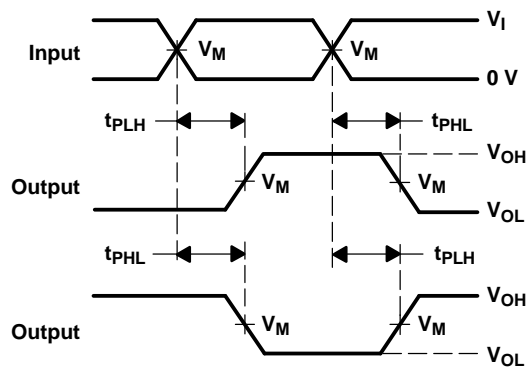 V_I
Input V_M V_M
0 V
t_PLH t_PHL
V_OH
Output V_M V_M
V_OL
t_PHL t_PLH
V_OH
Output V_M V_M
V_OL